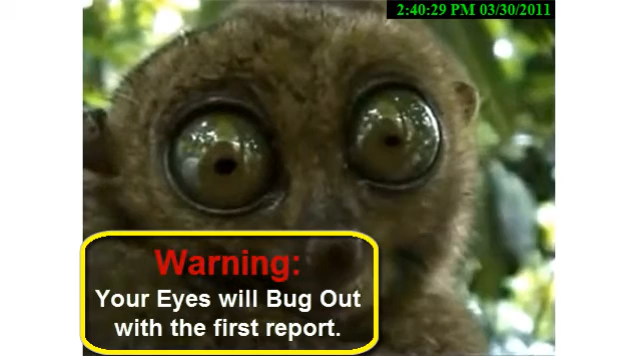 2:40:29 PM 03/30/2011
Warning:
Your Eyes will Bug Out
with the first report.